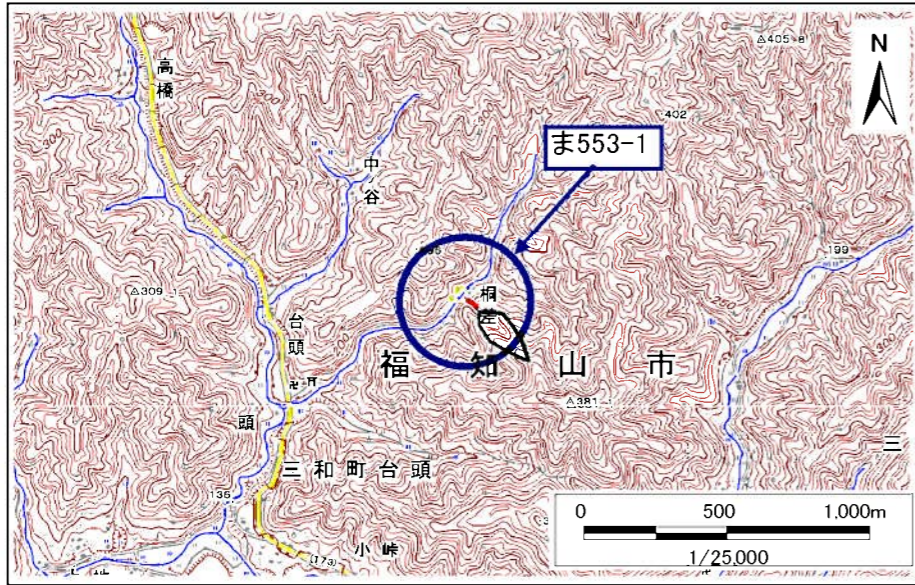 △405.8
N
高橋
402
ま553-1
中谷
300
199
桐差
△309.1
台頭
福知山市
△381.1
頭
三
三和町台頭
135
0 500 1,000m
1/25,000
(173)
小峠